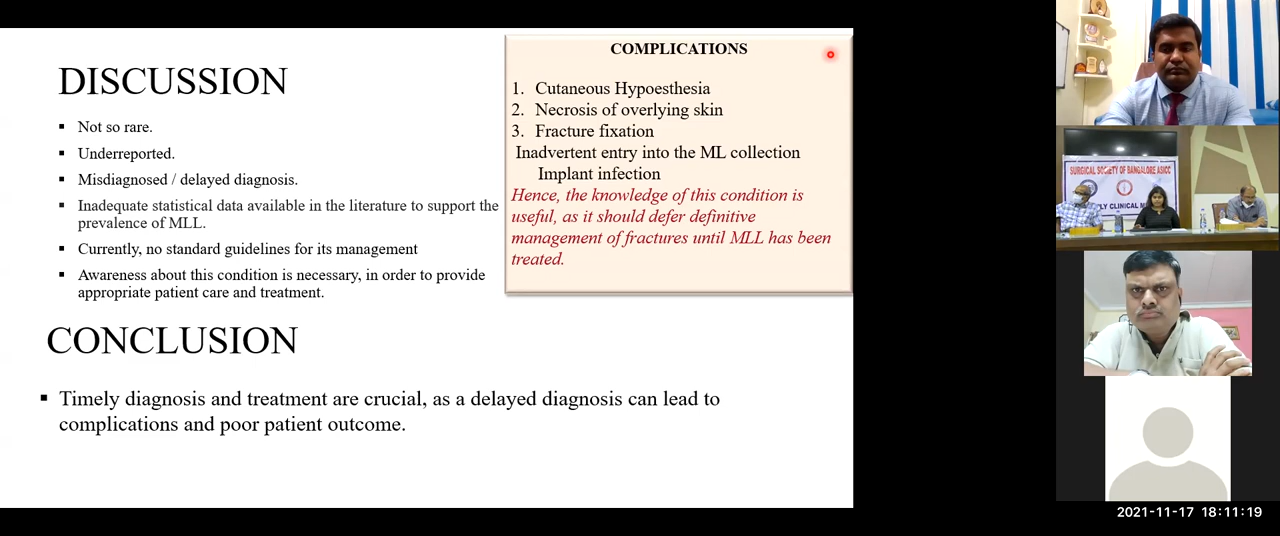 DISCUSSION
▪ Not so rare.
▪ Underreported.
▪ Misdiagnosed / delayed diagnosis.
▪ Inadequate statistical data available in the literature to support the
prevalence of MLL.
▪ Currently, no standard guidelines for its management
▪ Awareness about this condition is necessary, in order to provide
appropriate patient care and treatment.
COMPLICATIONS
1. Cutaneous Hypoesthesia
2. Necrosis of overlying skin
3. Fracture fixation
Inadvertent entry into the ML collection
Implant infection
Hence, the knowledge of this condition is
useful, as it should defer definitive
management of fractures until MLL has been
treated.
CONCLUSION
▪ Timely diagnosis and treatment are crucial, as a delayed diagnosis can lead to
complications and poor patient outcome.
SURGICAL SOCIETY OF BANGALORE ASICC
LY CLINICAL M
2021-11-17 18:11:19